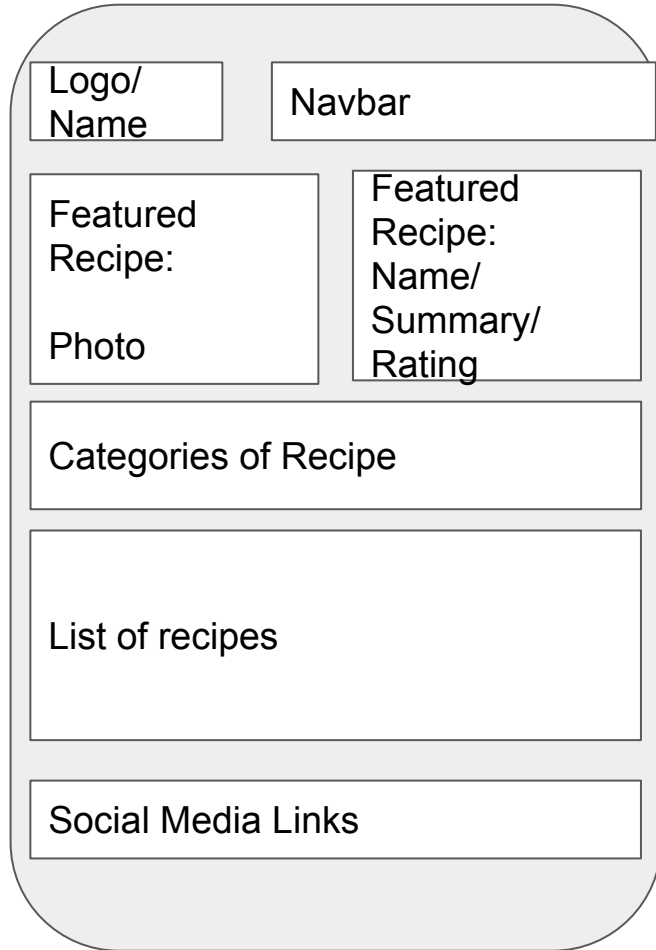 Logo/
Name
Navbar
Featured
Recipe:
Photo
Featured
Recipe:
Name/
Summary/
Rating
Categories of Recipe
List of recipes
Social Media Links